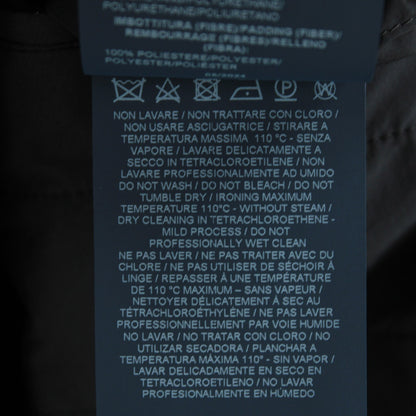 POLYURETHANE/
POLYURÉTHANE/POLIURETANO
IMBOTTITURA (FIBRE)/PADDING (FIBER)/
REMBOURRAGE (FIBRES)/RELLENO
(FIBRA):
100% POLIESTERE/POLYESTER/
POLYESTER/POLIÉSTER
P
W
NON LAVARE / NON TRATTARE CON CLORO /
NON USARE ASCIUGATRICE / STIRARE A
TEMPERATURA MASSIMA 110 °C - SENZA
VAPORE / LAVARE DELICATAMENTE A
SECCO IN TETRACLOROETILENE / NON
LAVARE PROFESSIONALMENTE AD UMIDO
DO NOT WASH / DO NOT BLEACH / DO NOT
TUMBLE DRY / IRONING MAXIMUM
TEMPERATURE 110°C - WITHOUT STEAM /
DRY CLEANING IN TETRACHLOROETHENE -
MILD PROCESS / DO NOT
PROFESSIONALLY WET CLEAN
NE PAS LAVER / NE PAS TRAITER AVEC DU
CHLORE / NE PAS UTILISER DE SÉCHOIR À
LINGE / REPASSER À UNE TEMPÉRATURE
DE 110 °C MAXIMUM – SANS VAPEUR /
NETTOYER DÉLICATEMENT À SEC AU
TÉTRACHLOROÉTHYLÈNE / NE PAS LAVER
PROFESSIONNELLEMENT PAR VOIE HUMIDE
NO LAVAR / NO TRATAR CON CLORO / NO
UTILIZAR SECADORA / PLANCHAR A
TEMPERATURA MÁXIMA 110° - SIN VAPOR /
LAVAR DELICADAMENTE EN SECO EN
TETRACLOROETILENO / NO LAVAR
PROFESIONALMENTE EN HÚMEDO